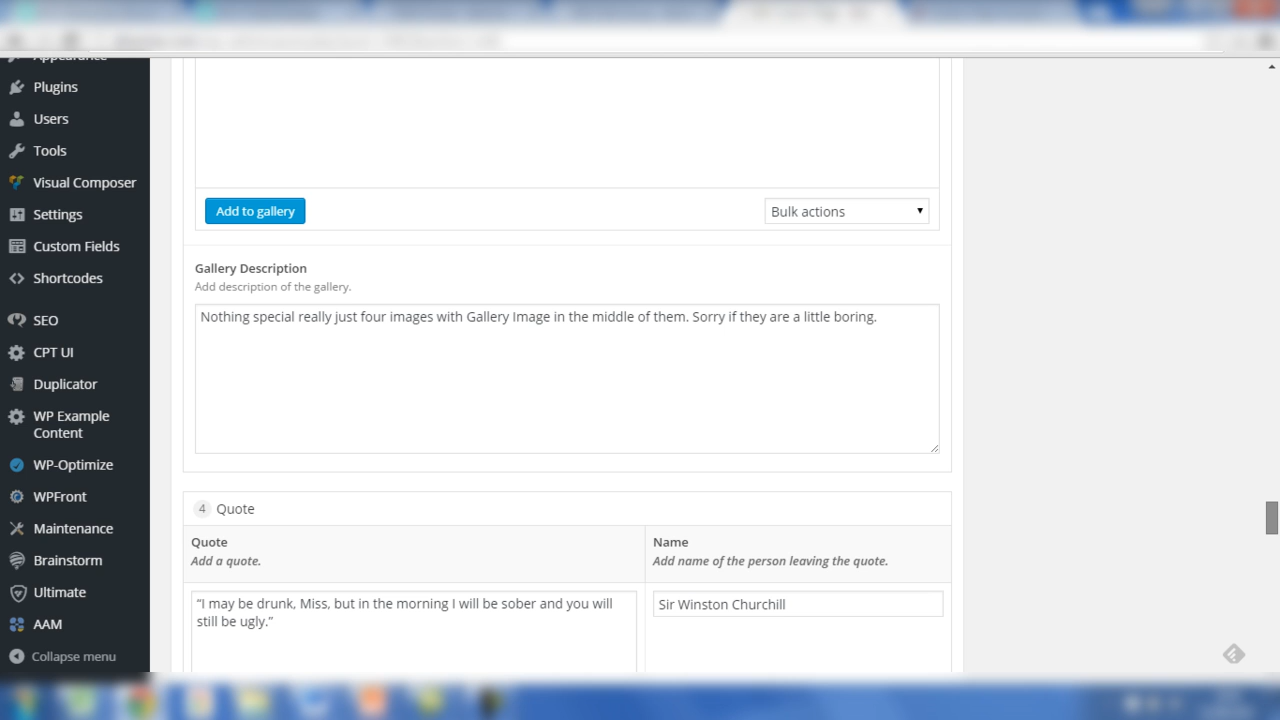 Appearance
Plugins
Users
Tools
Visual Composer
Settings
Custom Fields
Shortcodes
SEO
CPT UI
Duplicator
WP Example
Content
WP-Optimize
WPFront
Maintenance
Brainstorm
Ultimate
AAM
Collapse menu
Add to gallery
Bulk actions
Gallery Description
Add description of the gallery.
Nothing special really just four images with Gallery Image in the middle of them. Sorry if they are a little boring.
4 Quote
Quote
Add a quote.
Name
Add name of the person leaving the quote.
“I may be drunk, Miss, but in the morning I will be sober and you will
still be ugly.”
Sir Winston Churchill